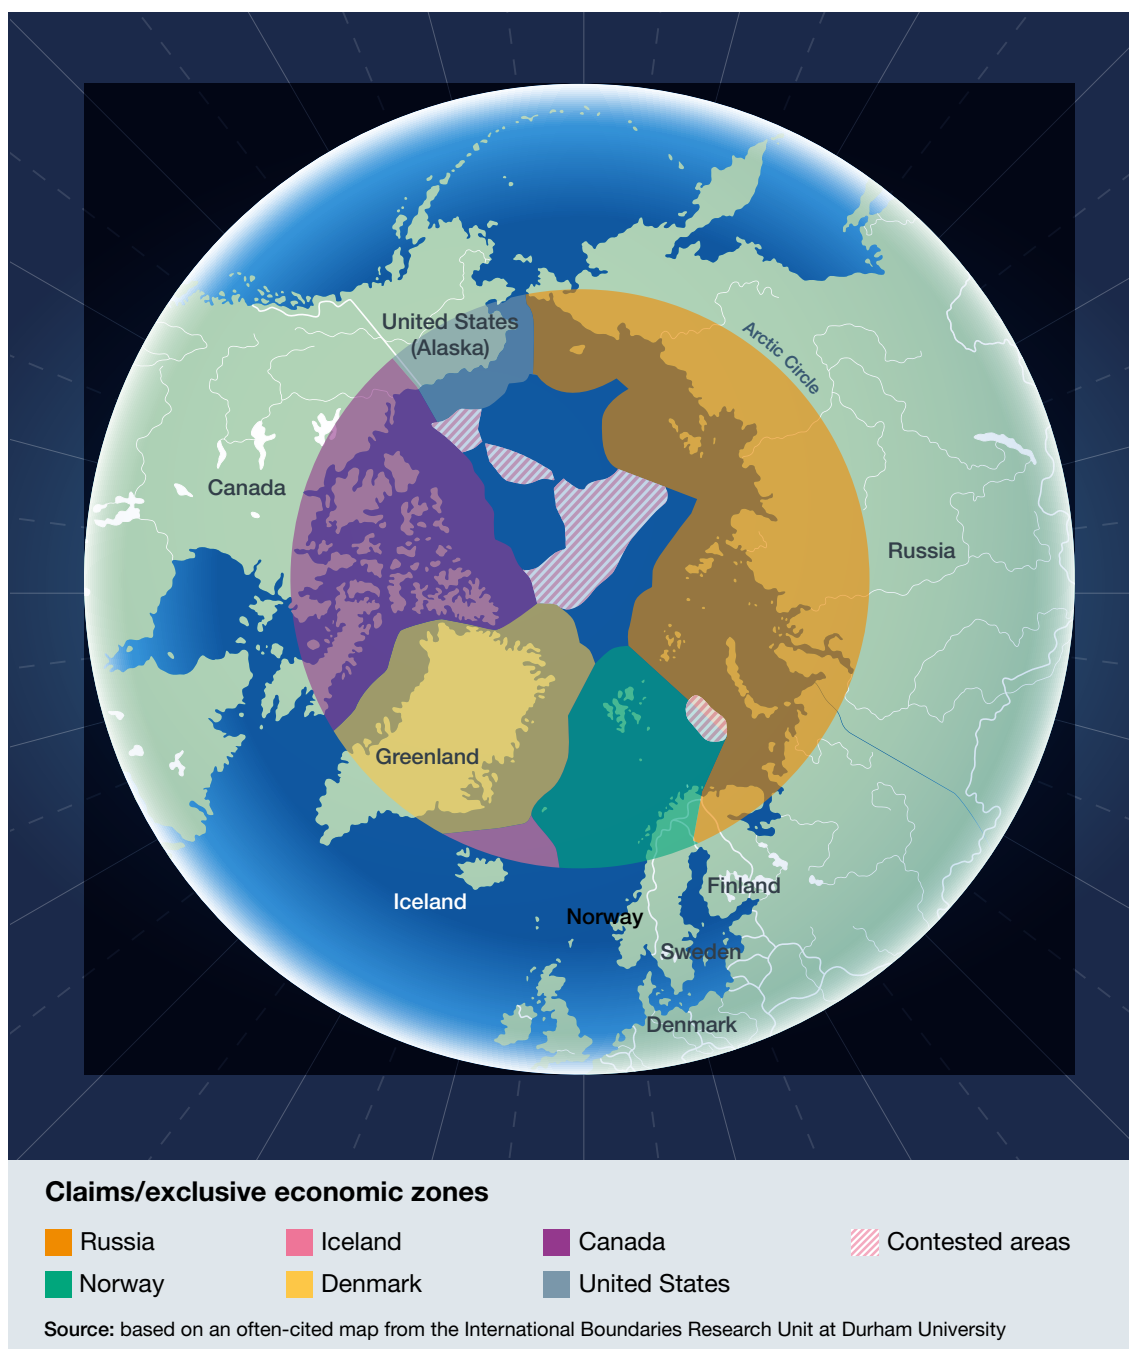 United States
(Alaska)
Arctic Circle
Canada
Russia
Greenland
Iceland
Finland
Norway
Sweden
Denmark
Claims/exclusive economic zones
Russia
Iceland
Canada
Contested areas
Norway
Denmark
United States
Source: based on an often-cited map from the International Boundaries Research Unit at Durham University